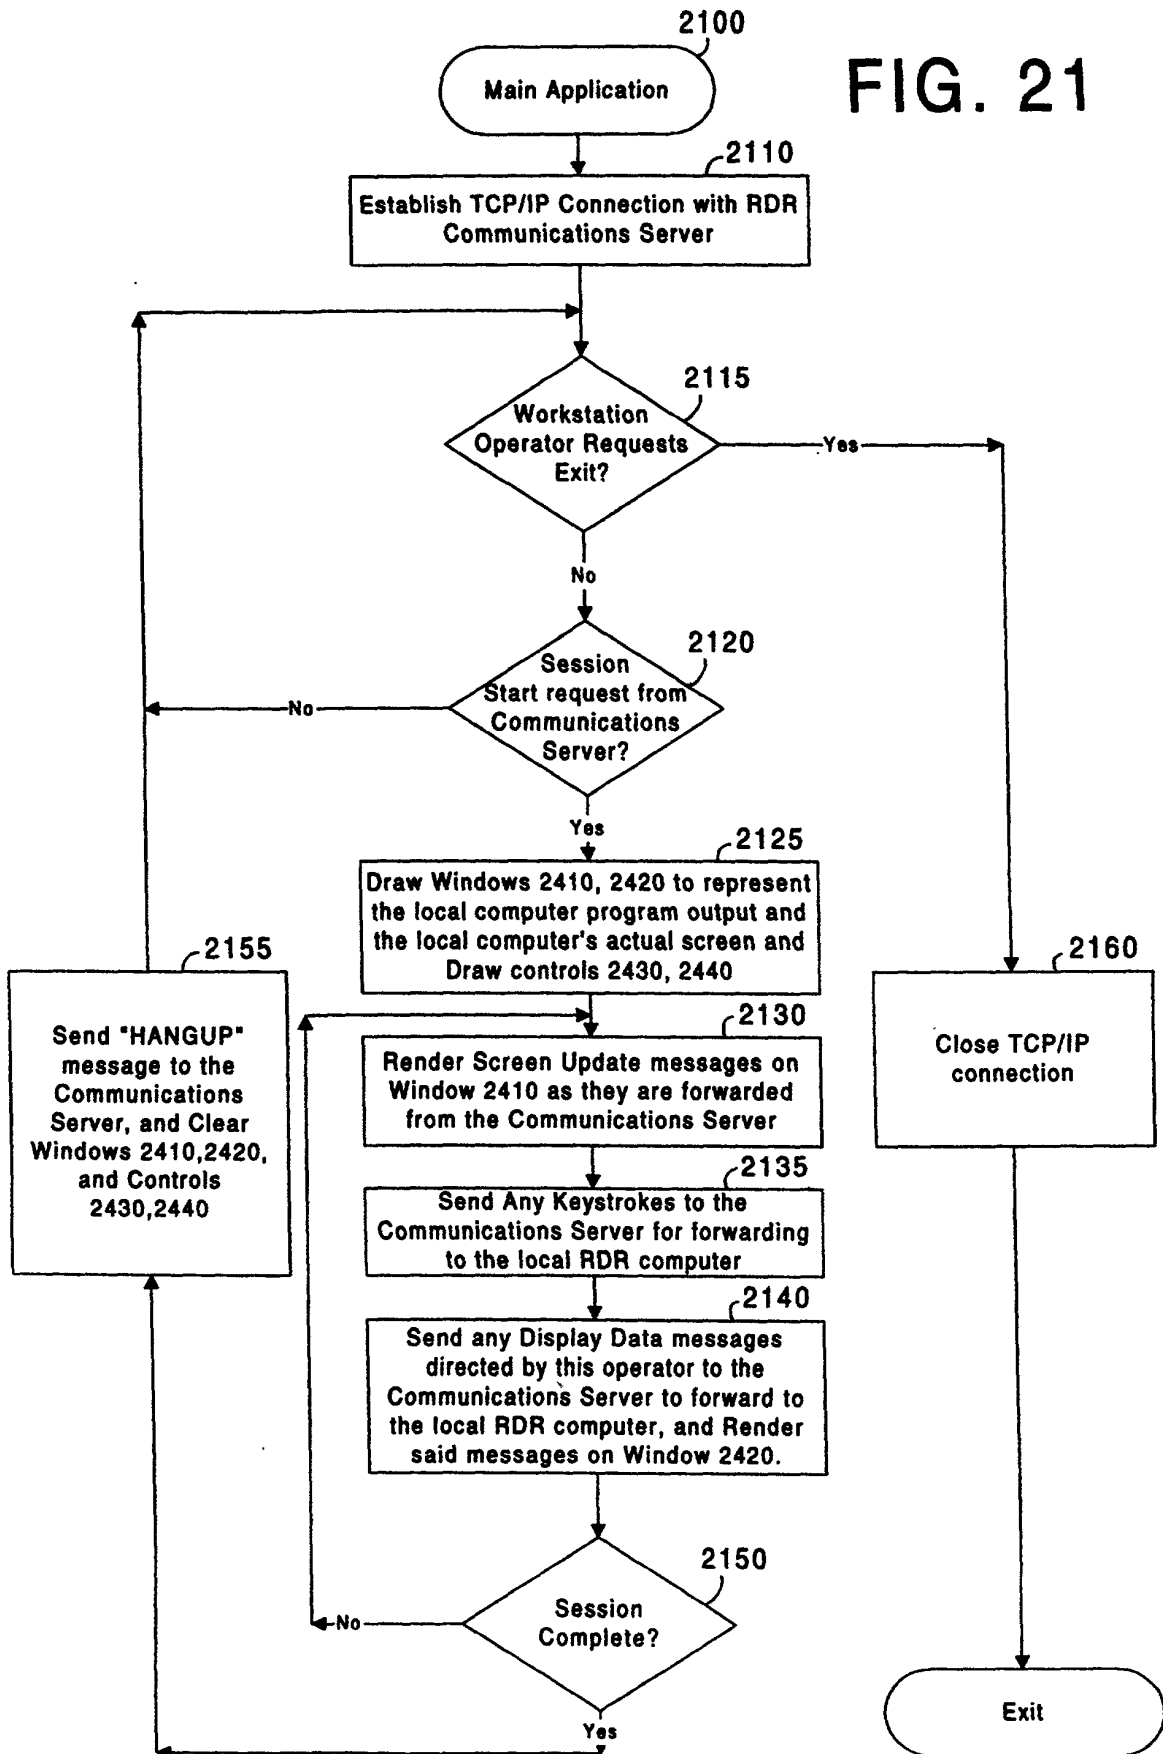 2100
FIG. 21
Main Application
2110
Establish TCP/IP Connection with RDR
Communications Server
2115
Workstation
Operator Requests
Exit?
Yes
No
2120
Session
Start request from
Communications
Server?
No
Yes
2125
Draw Windows 2410, 2420 to represent
the local computer program output and
the local computer's actual screen and
Draw controls 2430, 2440
2155
Send "HANGUP"
message to the
Communications
Server, and Clear
Windows 2410,2420,
and Controls
2430,2440
2160
Close TCP/IP
connection
2130
Render Screen Update messages on
Window 2410 as they are forwarded
from the Communications Server
2135
Send Any Keystrokes to the
Communications Server for forwarding
to the local RDR computer
2140
Send any Display Data messages
directed by this operator to the
Communications Server to forward to
the local RDR computer, and Render
said messages on Window 2420.
2150
Session
Complete?
No
Yes
Exit